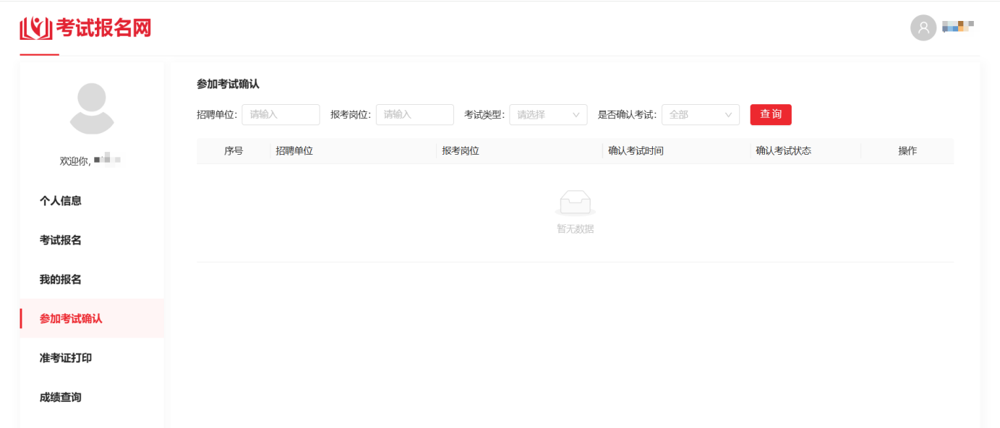 考试报名网
欢迎你,
个人信息
考试报名
我的报名
参加考试确认
准考证打印
成绩查询
参加考试确认
招聘单位: 请输入 报考岗位: 请输入 考试类型: 请选择 是否确认考试: 全部 查询
序号 招聘单位 报考岗位 确认考试时间 确认考试状态 操作
暂无数据